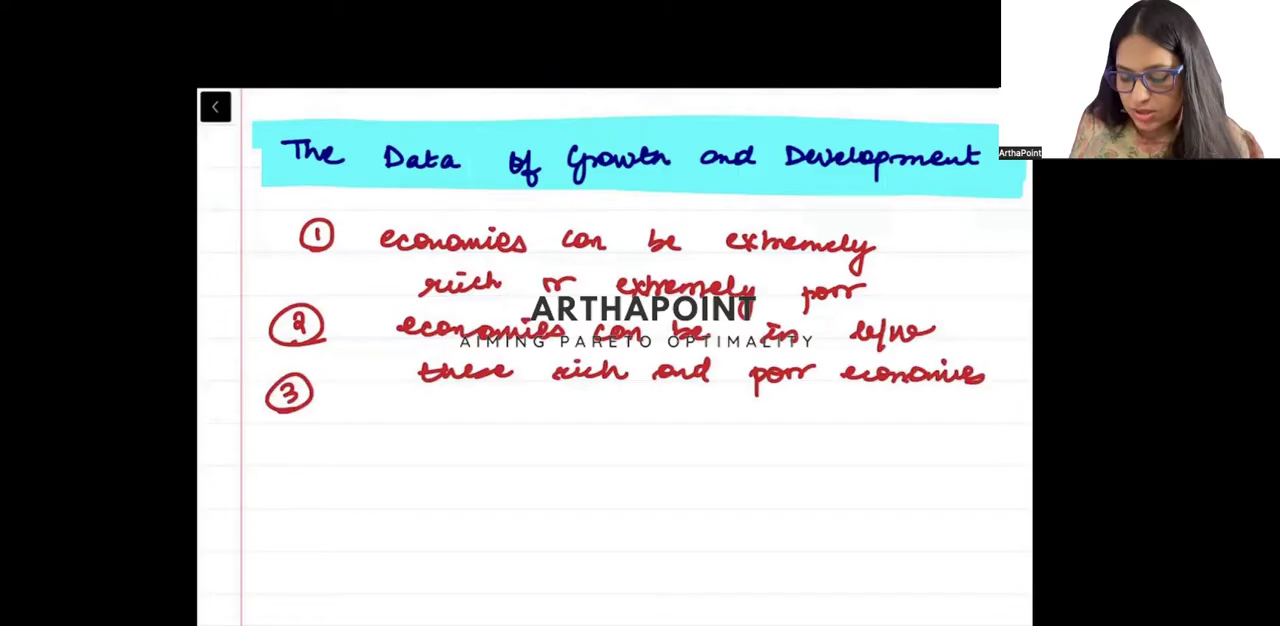 The Data of Growth and Development
ArthaPoint
① economies can be extremely
rich or extremely poor
ARTHAPOINT
② economies can be in b/w
AIMING PARETO OPTIMALITY
these rich and poor economies
③